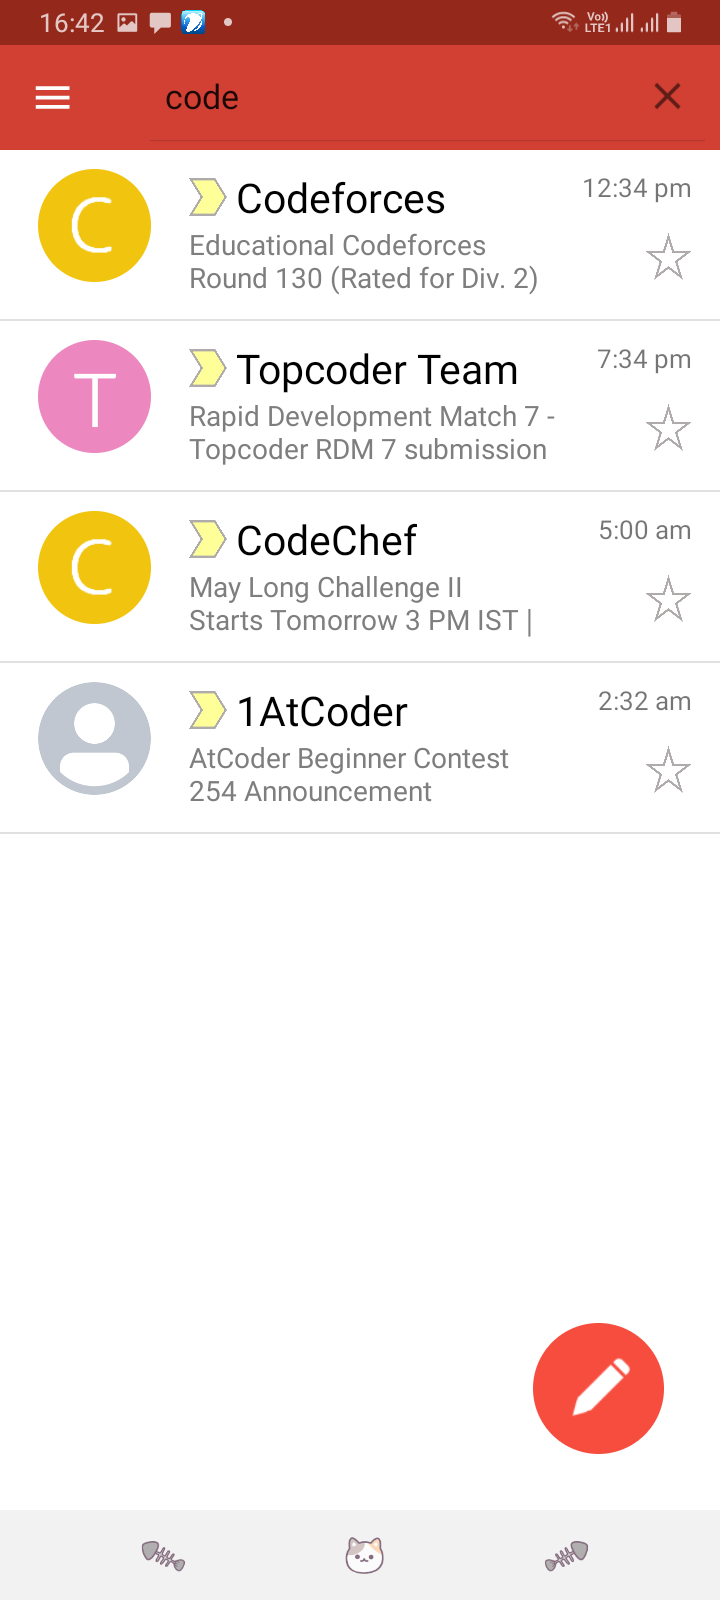 16:42
Vo)) LTE1
code
C
Codeforces
12:34 pm
Educational Codeforces
Round 130 (Rated for Div. 2)
T
Topcoder Team
7:34 pm
Rapid Development Match 7 -
Topcoder RDM 7 submission
C
CodeChef
5:00 am
May Long Challenge II
Starts Tomorrow 3 PM IST |
1AtCoder
2:32 am
AtCoder Beginner Contest
254 Announcement